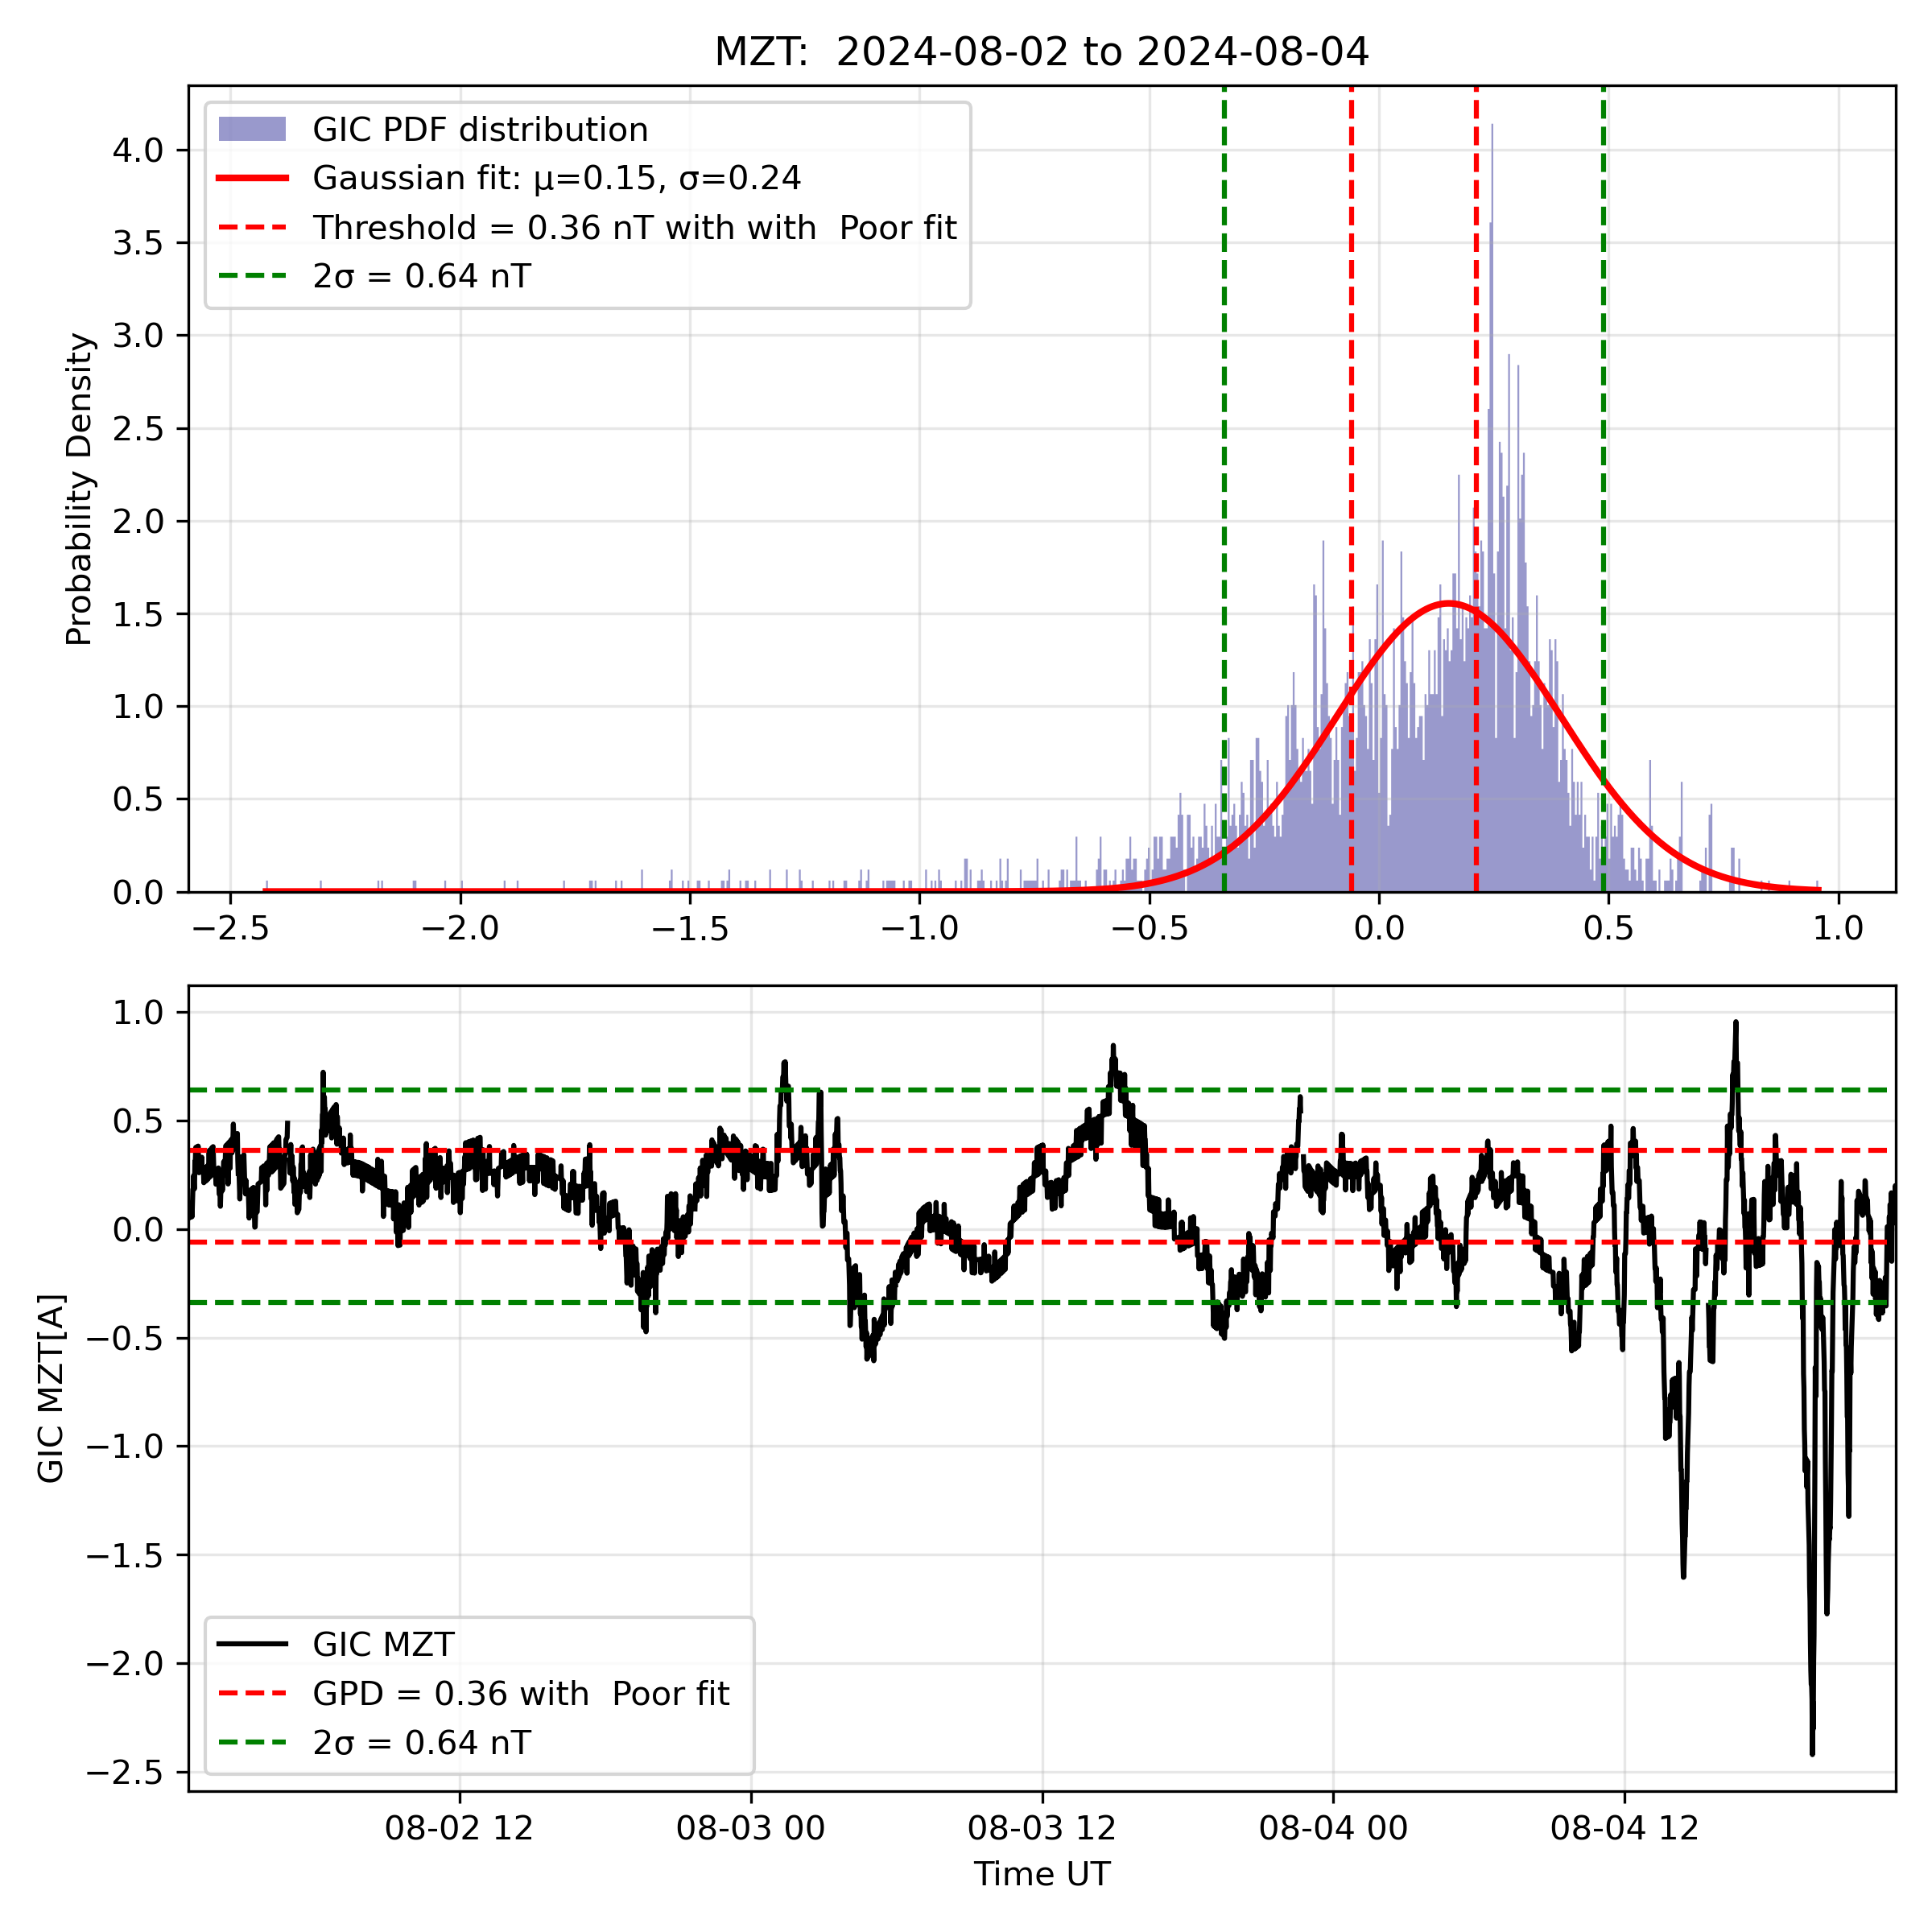 MZT:  2024-08-02 to 2024-08-04
GIC PDF distribution
Gaussian fit: μ=0.15, σ=0.24
Threshold = 0.36 nT with with  Poor fit
2σ = 0.64 nT
Probability Density
4.0
3.5
3.0
2.5
2.0
1.5
1.0
0.5
0.0
−2.5 −2.0 −1.5 −1.0 −0.5 0.0 0.5 1.0
GIC MZT[A]
1.0
0.5
0.0
−0.5
−1.0
−1.5
−2.0
−2.5
GIC MZT
GPD = 0.36 with  Poor fit
2σ = 0.64 nT
08-02 12 08-03 00 08-03 12 08-04 00 08-04 12
Time UT